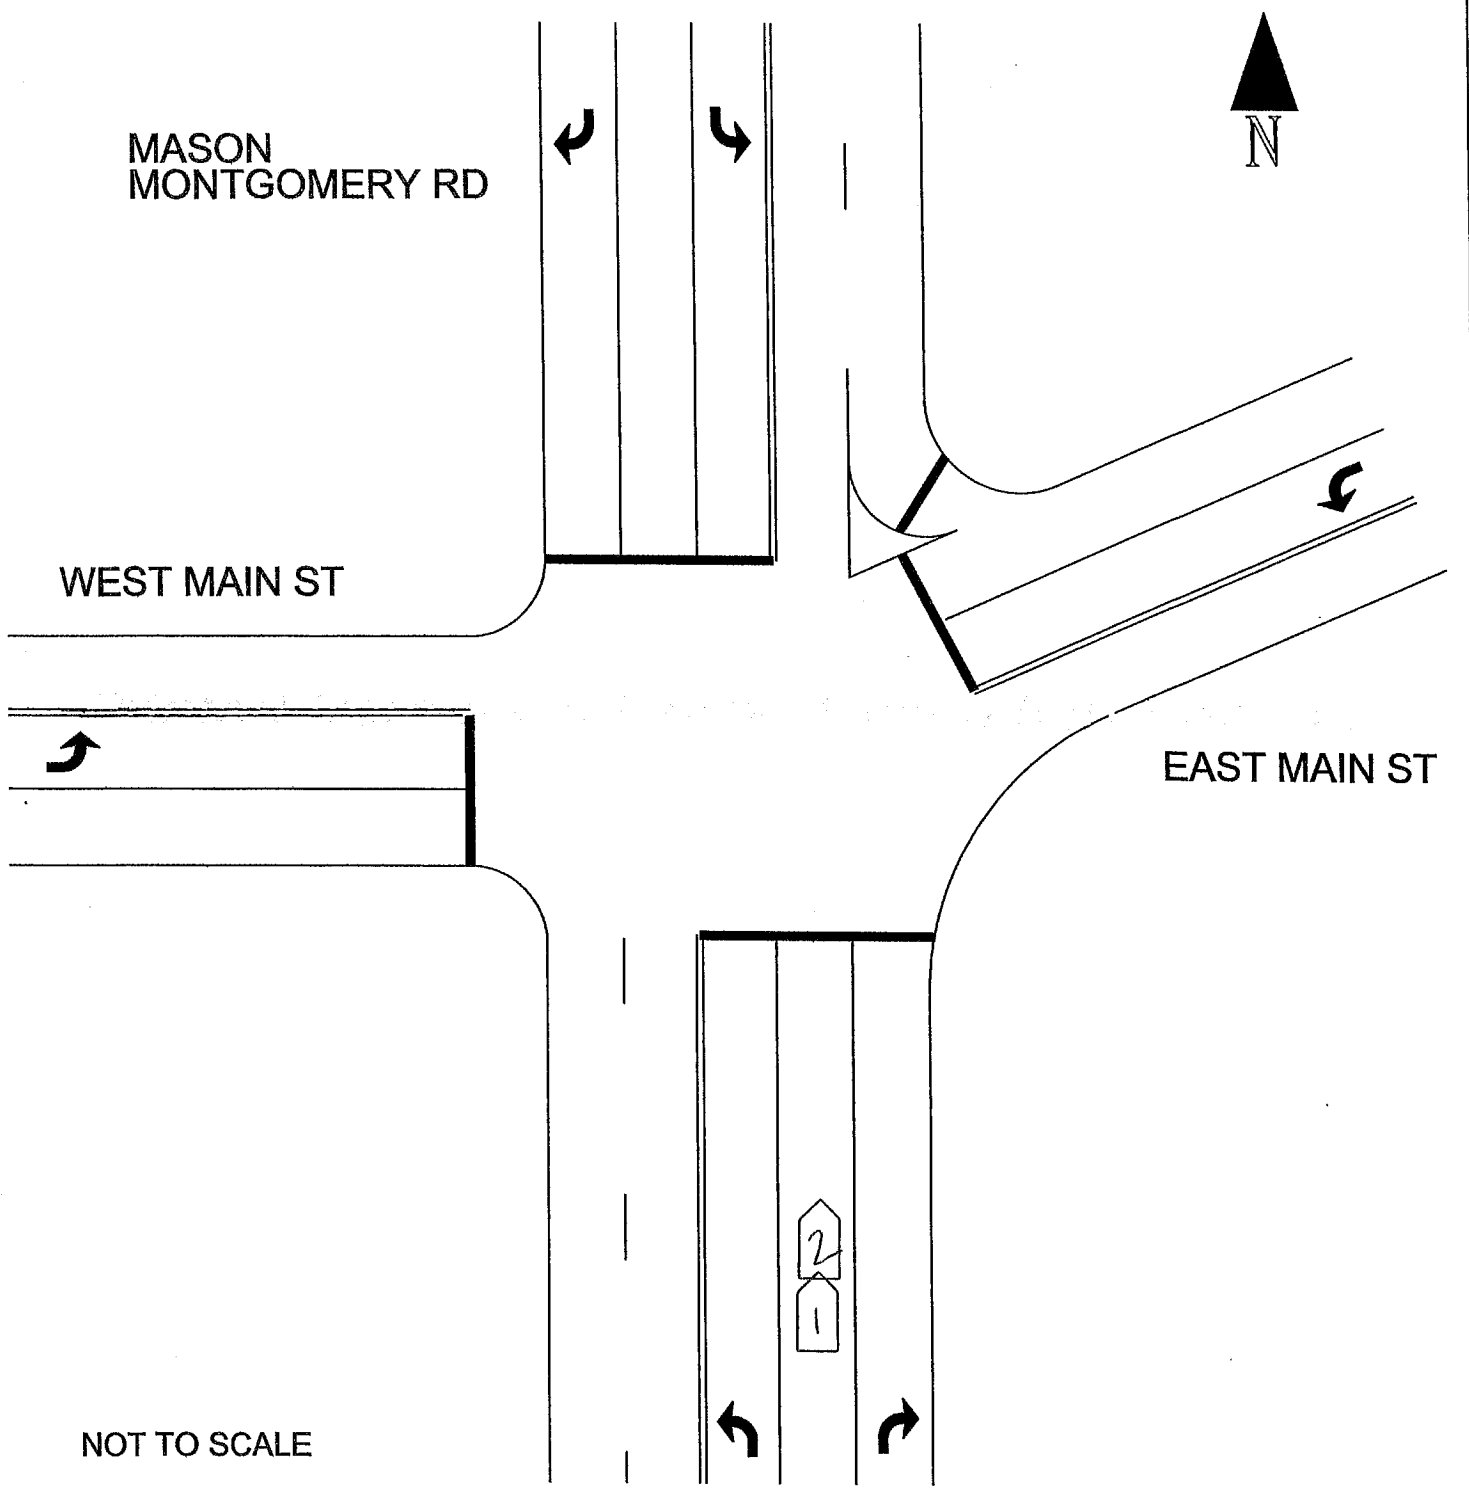 MASON
MONTGOMERY RD
N
WEST MAIN ST
EAST MAIN ST
2
1
NOT TO SCALE